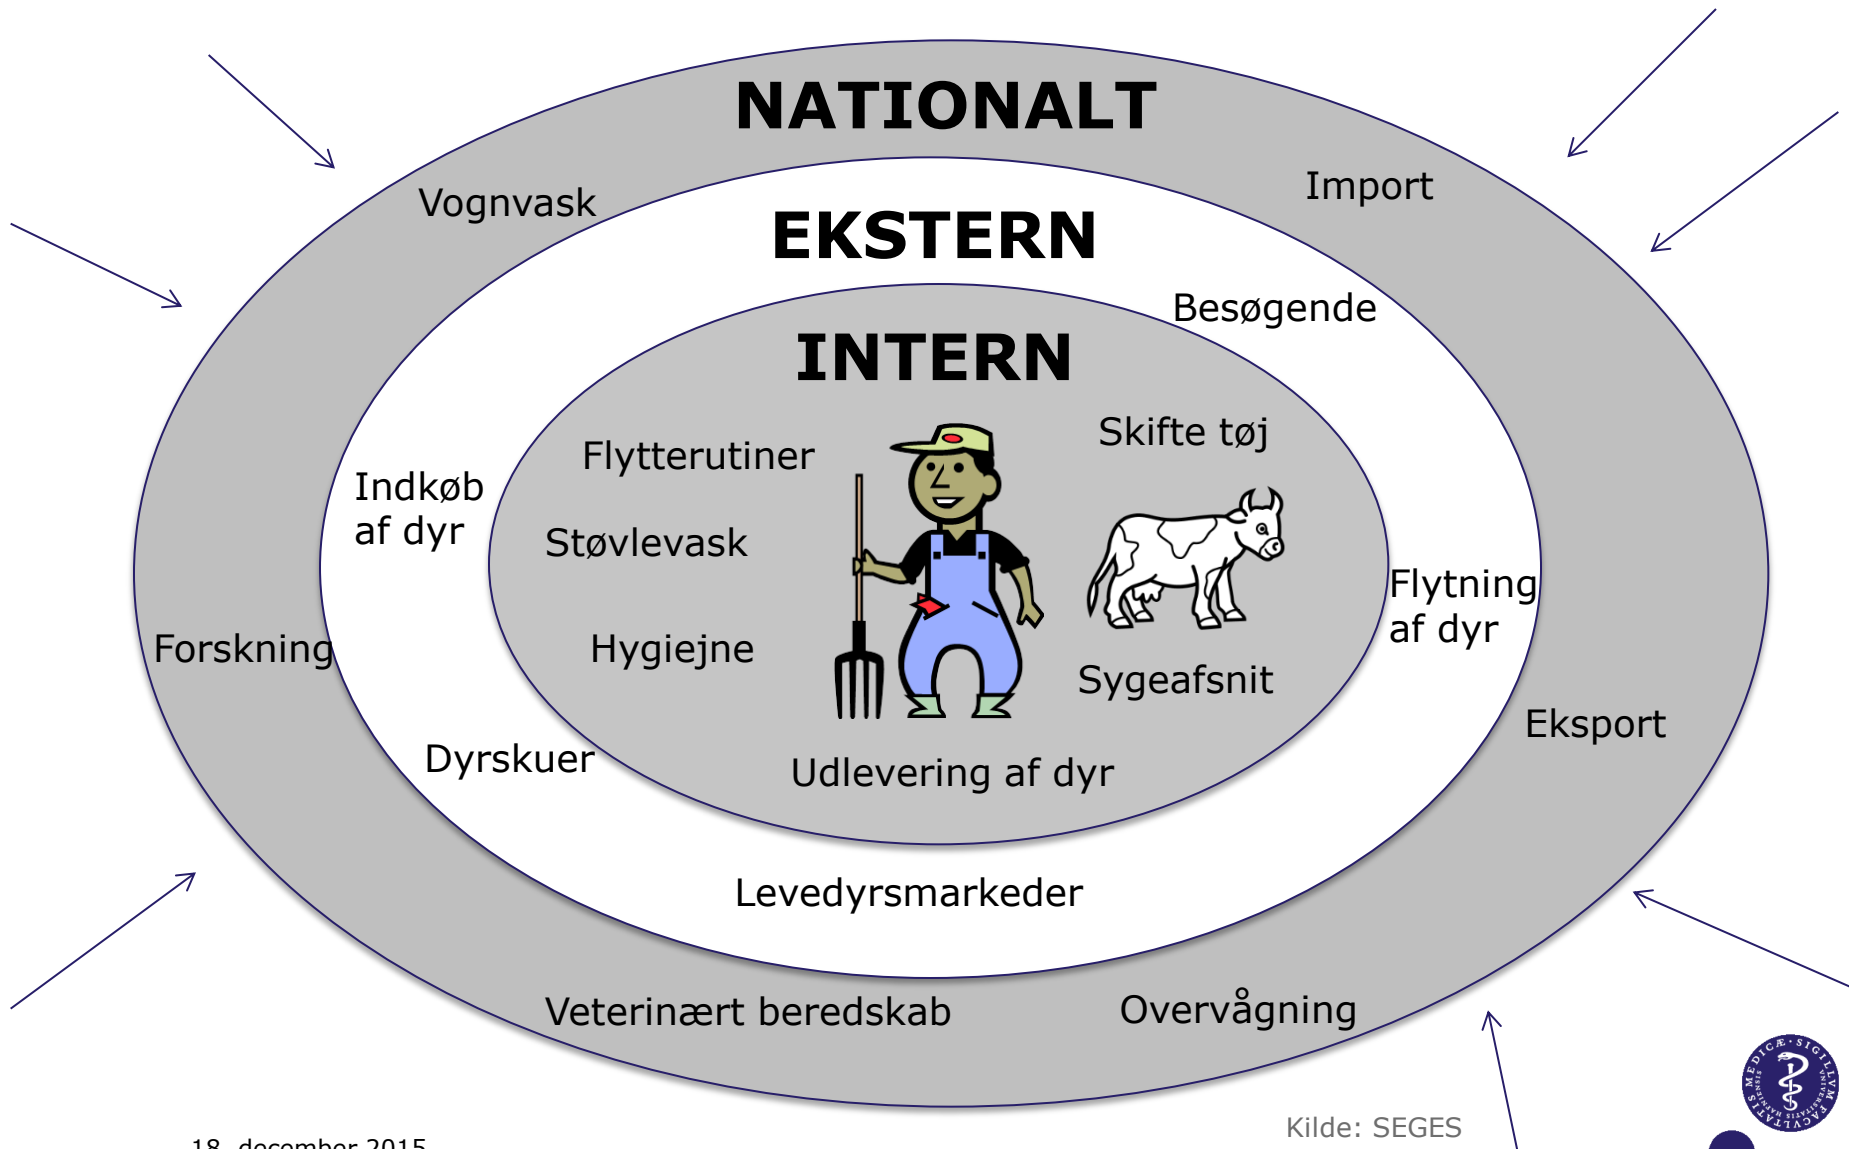 NATIONALT
Vognvask
Import
EKSTERN
Besøgende
INTERN
Skifte tøj
Flytterutiner
Indkøb
af dyr
Støvlevask
Flytning
af dyr
Forskning
Hygiejne
Sygeafsnit
Eksport
Dyrskuer
Udlevering af dyr
Levedyrsmarkeder
Veterinært beredskab
Overvågning
Kilde: SEGES
18. december 2015